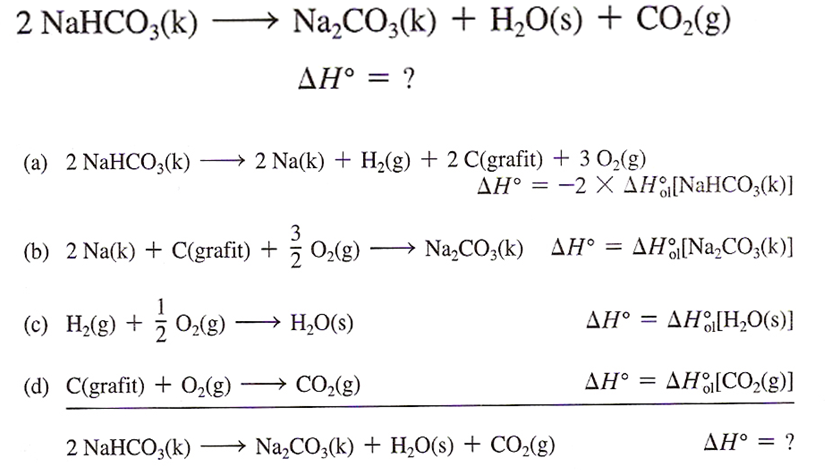 2 NaHCO₃(k) ⟶ Na₂CO₃(k) + H₂O(s) + CO₂(g)
ΔH° = ?
(a) 2 NaHCO₃(k) ⟶ 2 Na(k) + H₂(g) + 2 C(grafit) + 3 O₂(g)
ΔH° = −2 × ΔH°ol[NaHCO₃(k)]
(b) 2 Na(k) + C(grafit) + 3/2 O₂(g) ⟶ Na₂CO₃(k) ΔH° = ΔH°ol[Na₂CO₃(k)]
(c) H₂(g) + 1/2 O₂(g) ⟶ H₂O(s) ΔH° = ΔH°ol[H₂O(s)]
(d) C(grafit) + O₂(g) ⟶ CO₂(g) ΔH° = ΔH°ol[CO₂(g)]
2 NaHCO₃(k) ⟶ Na₂CO₃(k) + H₂O(s) + CO₂(g) ΔH° = ?